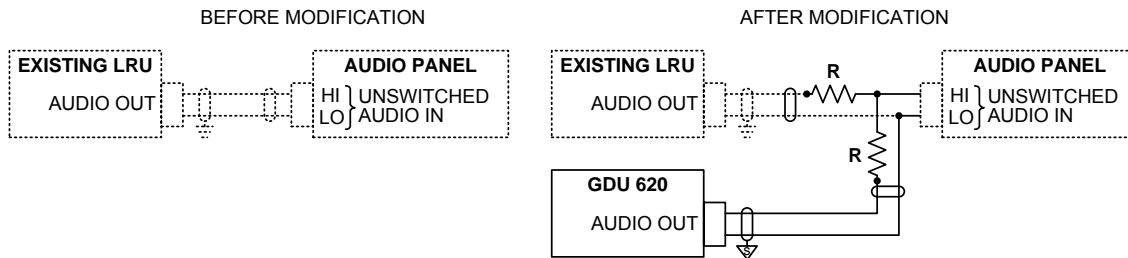 BEFORE MODIFICATION
EXISTING LRU
AUDIO OUT
AUDIO PANEL
HI
LO
UNSWITCHED
AUDIO IN
AFTER MODIFICATION
EXISTING LRU
AUDIO OUT
R
AUDIO PANEL
HI
LO
UNSWITCHED
AUDIO IN
R
GDU 620
AUDIO OUT
S